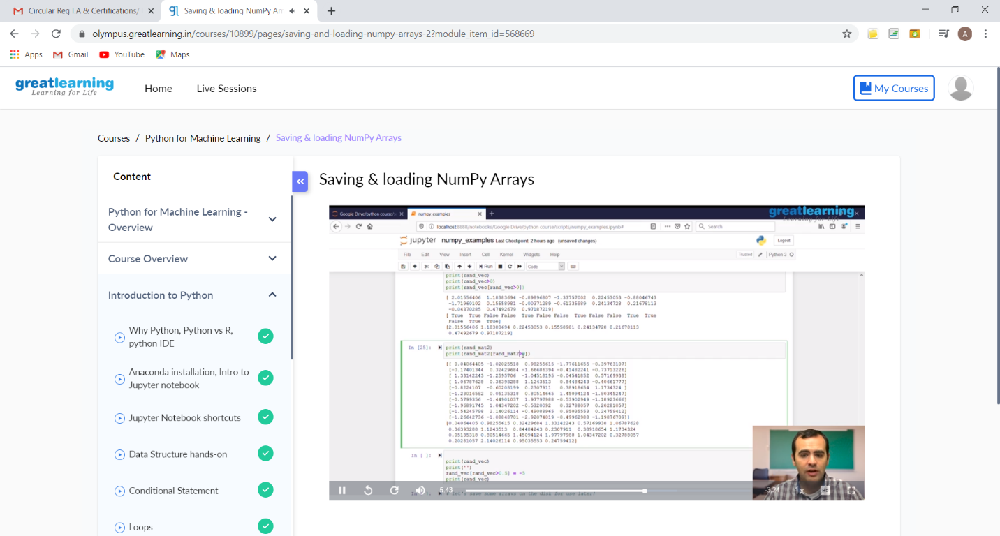 Circular Reg I.A & Certifications/
Saving & loading NumPy Arr
olympus.greatlearning.in/courses/10899/pages/saving-and-loading-numpy-arrays-2?module_item_id=568669
A
Apps
Gmail
YouTube
Maps
greatlearning
Learning for Life
Home
Live Sessions
My Courses
Courses / Python for Machine Learning / Saving & loading NumPy Arrays
Content
Python for Machine Learning -
Overview
Course Overview
Introduction to Python
Why Python, Python vs R,
python IDE
Anaconda installation, Intro to
Jupyter notebook
Jupyter Notebook shortcuts
Data Structure hands-on
Conditional Statement
Loops
Saving & loading NumPy Arrays
Google Drive/python course/
numpy_examples
greatlearning
localhost:8888/notebooks/Google Drive/python course/scripts/numpy_examples.ipynb#
Search
jupyter numpy_examples Last Checkpoint: 2 hours ago (unsaved changes)
Logout
File Edit View Insert Cell Kernel Widgets Help
Trusted
Python 3
Run
Code
print(rand_vec)
print(rand_vec>0)
print(rand_vec[rand_vec>0])
[ 2.01556406 1.18383694 -0.89896807 -1.33757002 0.22453053 -0.88046743
-1.71960102 0.15558981 -0.00371289 -0.61335989 0.24134728 0.21678113
-0.04370285 0.47492679 0.97187219]
[ True True False False True False False True False False True True
False True True]
[2.01556406 1.18383694 0.22453053 0.15558981 0.24134728 0.21678113
0.47492679 0.97187219]
In [25]:
print(rand_mat2)
print(rand_mat2[rand_mat2>0])
[[ 0.04064405 -1.02025518 0.98255615 -1.77611655 -0.39763107]
[-0.17401344 0.32429684 -1.66686394 -0.41482241 -0.73713226]
[ 1.33142243 -1.2595706 -1.04518195 -0.04541852 0.57169938]
[ 1.06787628 0.36393288 1.1243513 0.84484243 -0.40661777]
[-0.8224107 -0.60203199 0.2307911 0.38918654 1.1734324 ]
[-1.23016582 0.05135318 0.80514665 1.45094124 -1.80345247]
[-0.5799356 -1.44901037 1.97797988 -0.53902949 -1.18923666]
[-1.96891745 1.04347202 -0.5320092 0.32788057 0.20281057]
[-1.54245798 2.14026114 -0.49088965 0.95035553 0.24759412]
[-1.26642736 -1.08848701 -2.92074019 -0.49962988 -1.19876709]]
[0.04064405 0.98255615 0.32429684 1.33142243 0.57169938 1.06787628
0.36393288 1.1243513 0.84484243 0.2307911 0.38918654 1.1734324
0.05135318 0.80514665 1.45094124 1.97797988 1.04347202 0.32788057
0.20281057 2.14026114 0.95035553 0.24759412]
In [ ]:
print(rand_vec)
print('')
rand_vec[rand_vec>0.5] = -5
print(rand_vec)
5:43
# let's save some arrays on the disk for use later!
-3:24
1x